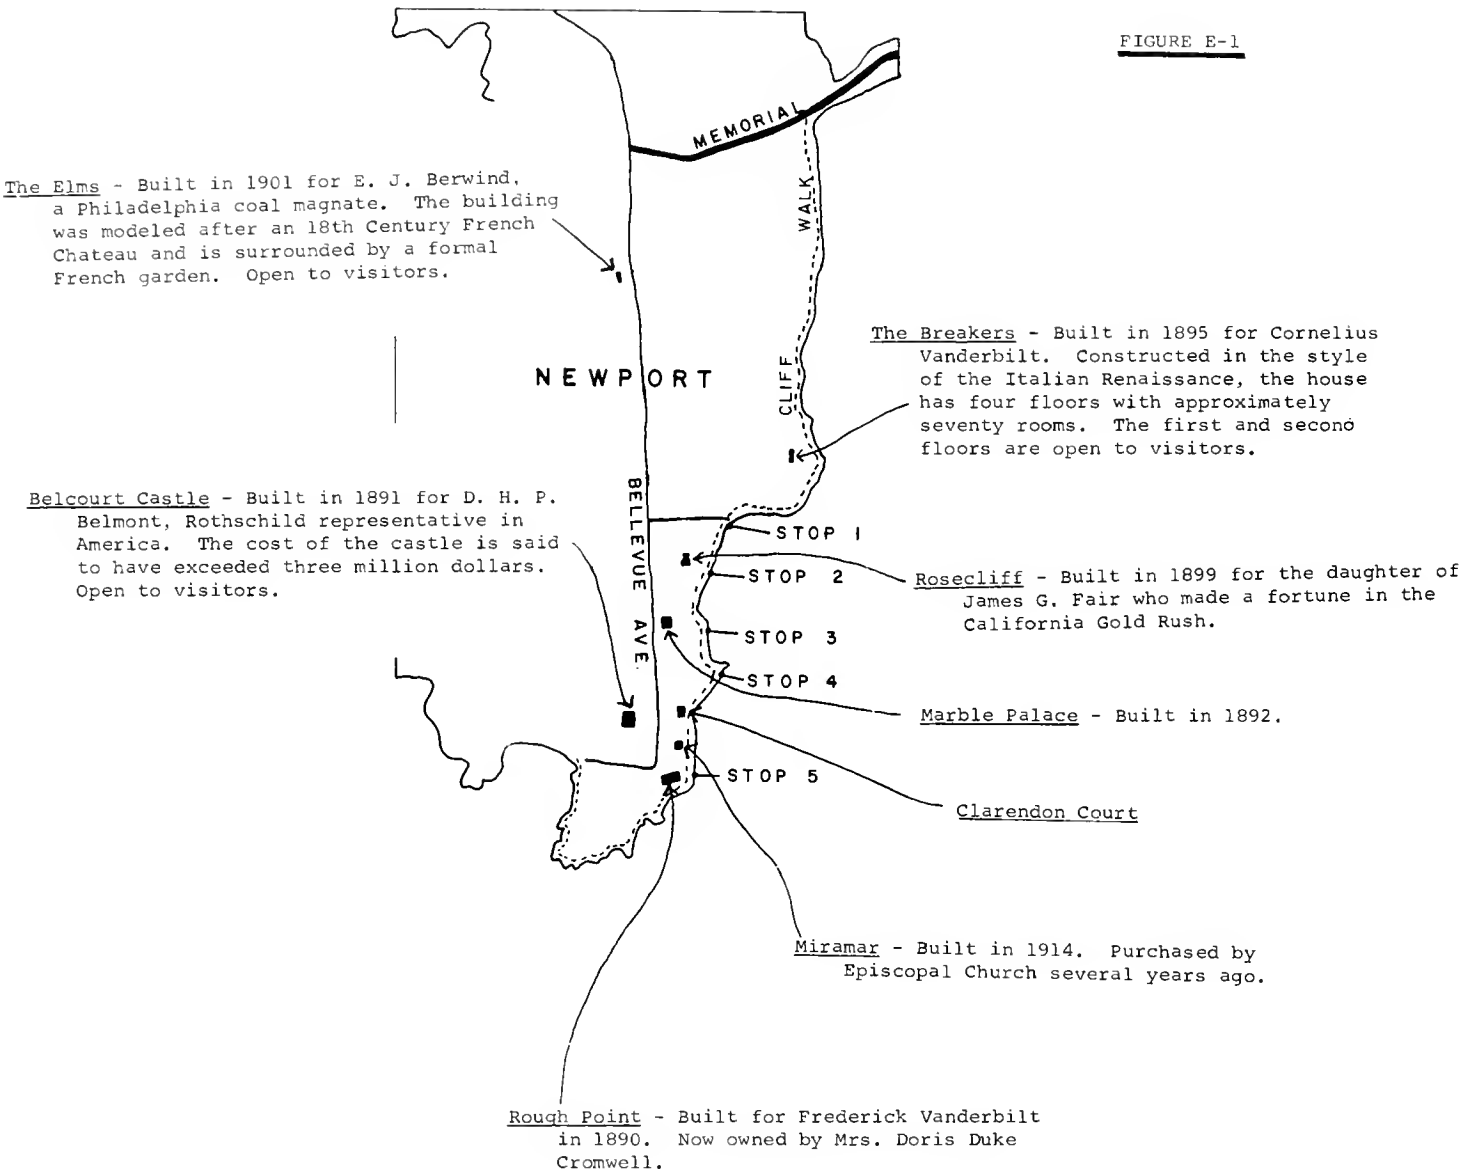 FIGURE E-1
MEMORIAL
The Elms - Built in 1901 for E. J. Berwind,
a Philadelphia coal magnate. The building
was modeled after an 18th Century French
Chateau and is surrounded by a formal
French garden. Open to visitors.
WALK
The Breakers - Built in 1895 for Cornelius
Vanderbilt. Constructed in the style
of the Italian Renaissance, the house
has four floors with approximately
seventy rooms. The first and second
floors are open to visitors.
NEWPORT
CLIFF
Belcourt Castle - Built in 1891 for D. H. P.
Belmont, Rothschild representative in
America. The cost of the castle is said
to have exceeded three million dollars.
Open to visitors.
BELLEVUE AVE.
STOP 1
STOP 2
Rosecliff - Built in 1899 for the daughter of
James G. Fair who made a fortune in the
California Gold Rush.
STOP 3
STOP 4
Marble Palace - Built in 1892.
STOP 5
Clarendon Court
Miramar - Built in 1914. Purchased by
Episcopal Church several years ago.
Rough Point - Built for Frederick Vanderbilt
in 1890. Now owned by Mrs. Doris Duke
Cromwell.